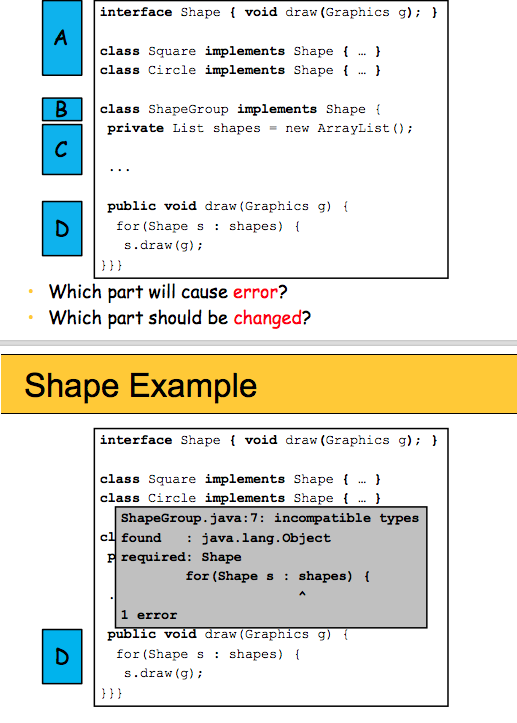 A
interface Shape { void draw(Graphics g); }
class Square implements Shape { … }
class Circle implements Shape { … }
B
class ShapeGroup implements Shape {
C
private List shapes = new ArrayList();
...
D
public void draw(Graphics g) {
for(Shape s : shapes) {
s.draw(g);
}}}
• Which part will cause error?
• Which part should be changed?
Shape Example
interface Shape { void draw(Graphics g); }
class Square implements Shape { … }
class Circle implements Shape { … }
cl
p
.
ShapeGroup.java:7: incompatible types
found : java.lang.Object
required: Shape
for(Shape s : shapes) {
^
1 error
D
public void draw(Graphics g) {
for(Shape s : shapes) {
s.draw(g);
}}}